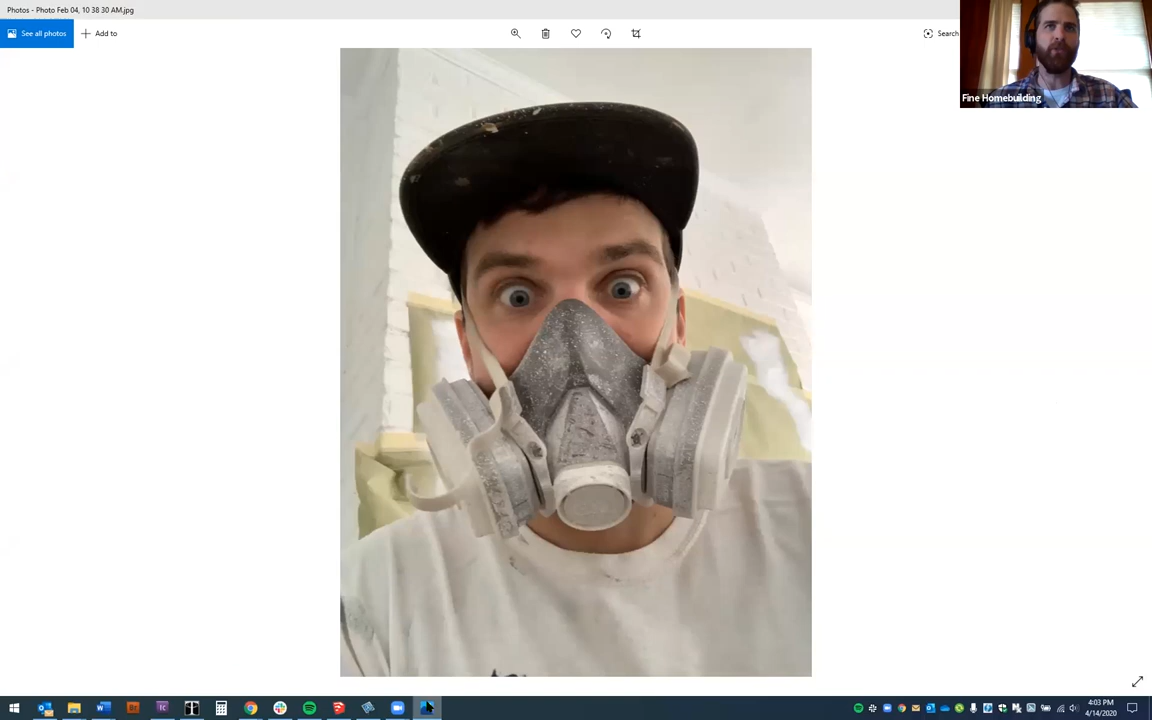 Photos - Photo Feb 04, 10 38 30 AM.jpg
See all photos
Add to
Search
Fine Homebuilding
4:03 PM
4/14/2020